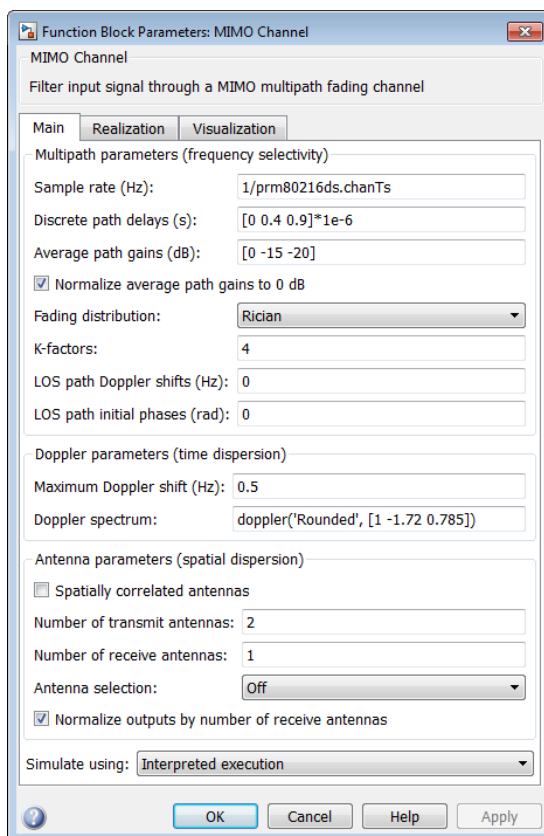 Function Block Parameters: MIMO Channel
MIMO Channel
Filter input signal through a MIMO multipath fading channel
Main Realization Visualization
Multipath parameters (frequency selectivity)
Sample rate (Hz): 1/prm80216ds.chanTs
Discrete path delays (s): [0 0.4 0.9]*1e-6
Average path gains (dB): [0 -15 -20]
Normalize average path gains to 0 dB
Fading distribution: Rician
K-factors: 4
LOS path Doppler shifts (Hz): 0
LOS path initial phases (rad): 0
Doppler parameters (time dispersion)
Maximum Doppler shift (Hz): 0.5
Doppler spectrum: doppler('Rounded', [1 -1.72 0.785])
Antenna parameters (spatial dispersion)
Spatially correlated antennas
Number of transmit antennas: 2
Number of receive antennas: 1
Antenna selection: Off
Normalize outputs by number of receive antennas
Simulate using: Interpreted execution
? OK Cancel Help Apply